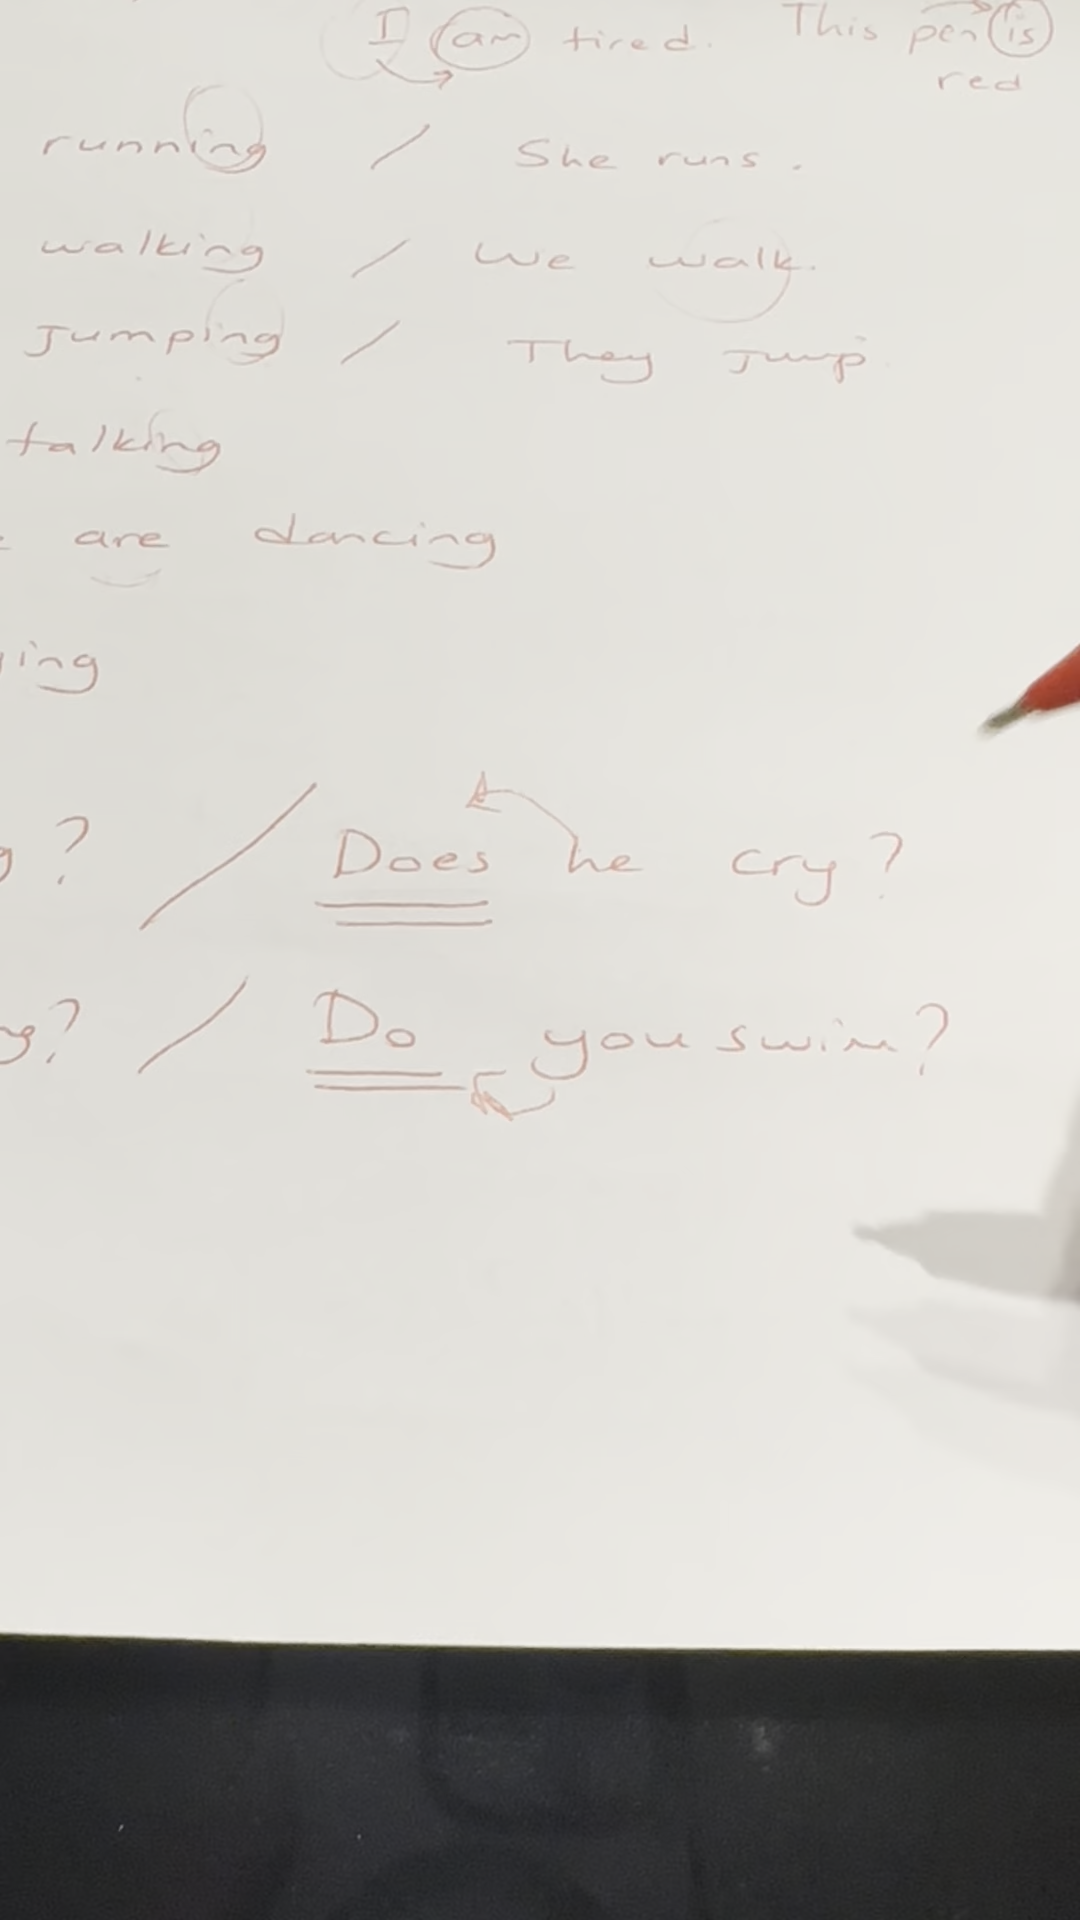 I am tired. This pen is
red
running / She runs.
walking / We walk.
Jumping / They Jump.
talking
are dancing
ing
? / Does he cry?
? / Do you swim?